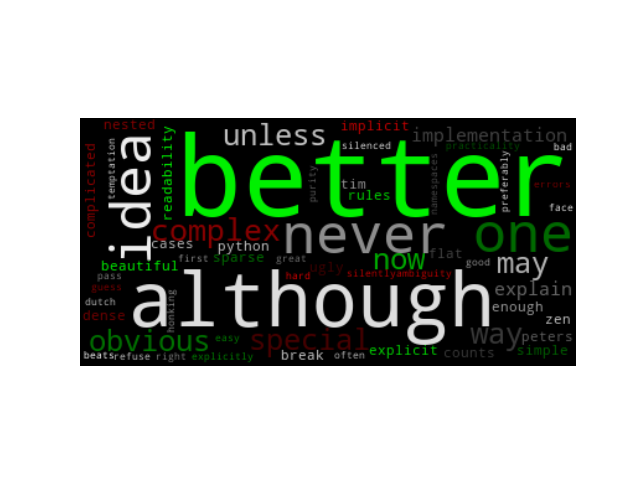 nested
implicit
unless
implementation
silenced
practicality
bad
complicated
temptation
idea
readability
better
purity
tim
rules
namespaces
preferably
errors
face
complex
cases
python
never
one
first
sparse
great
now
flat
beautiful
ugly
good
may
pass
hard
silently
ambiguity
guess
although
explain
dutch
honking
enough
dense
zen
obvious
easy
special
way
peters
beats
refuse
right
explicitly
break
often
explicit
counts
simple